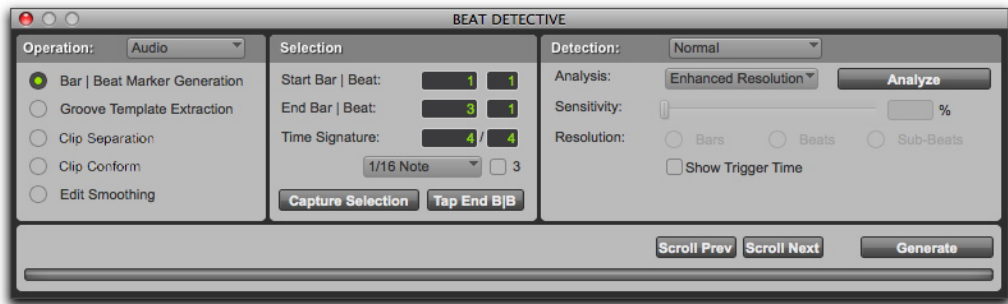 BEAT DETECTIVE
Operation: Audio
Bar | Beat Marker Generation
Groove Template Extraction
Clip Separation
Clip Conform
Edit Smoothing
Selection
Start Bar | Beat: 1 1
End Bar | Beat: 3 1
Time Signature: 4 / 4
1/16 Note 3
Capture Selection Tap End B|B
Detection: Normal
Analysis: Enhanced Resolution Analyze
Sensitivity: %
Resolution: Bars Beats Sub-Beats
Show Trigger Time
Scroll Prev Scroll Next Generate